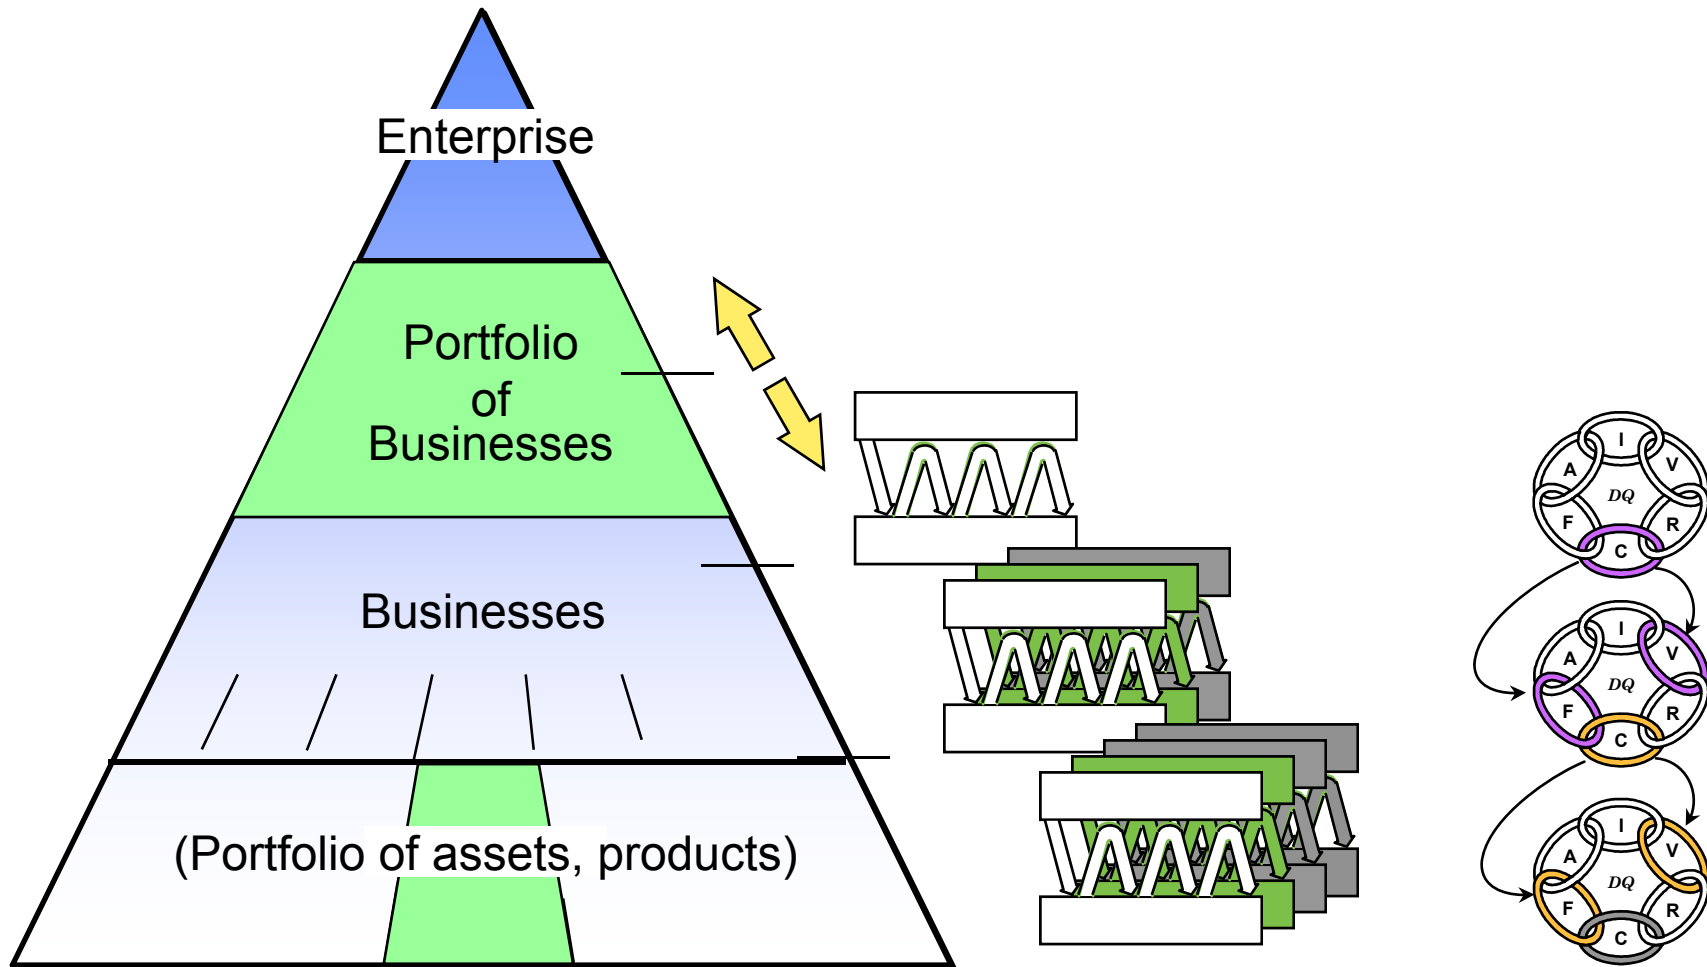 Enterprise
Portfolio
of
Businesses
Businesses
(Portfolio of assets, products)
I
A
V
DQ
F
R
C
I
A
V
DQ
F
R
C
I
A
V
DQ
F
R
C